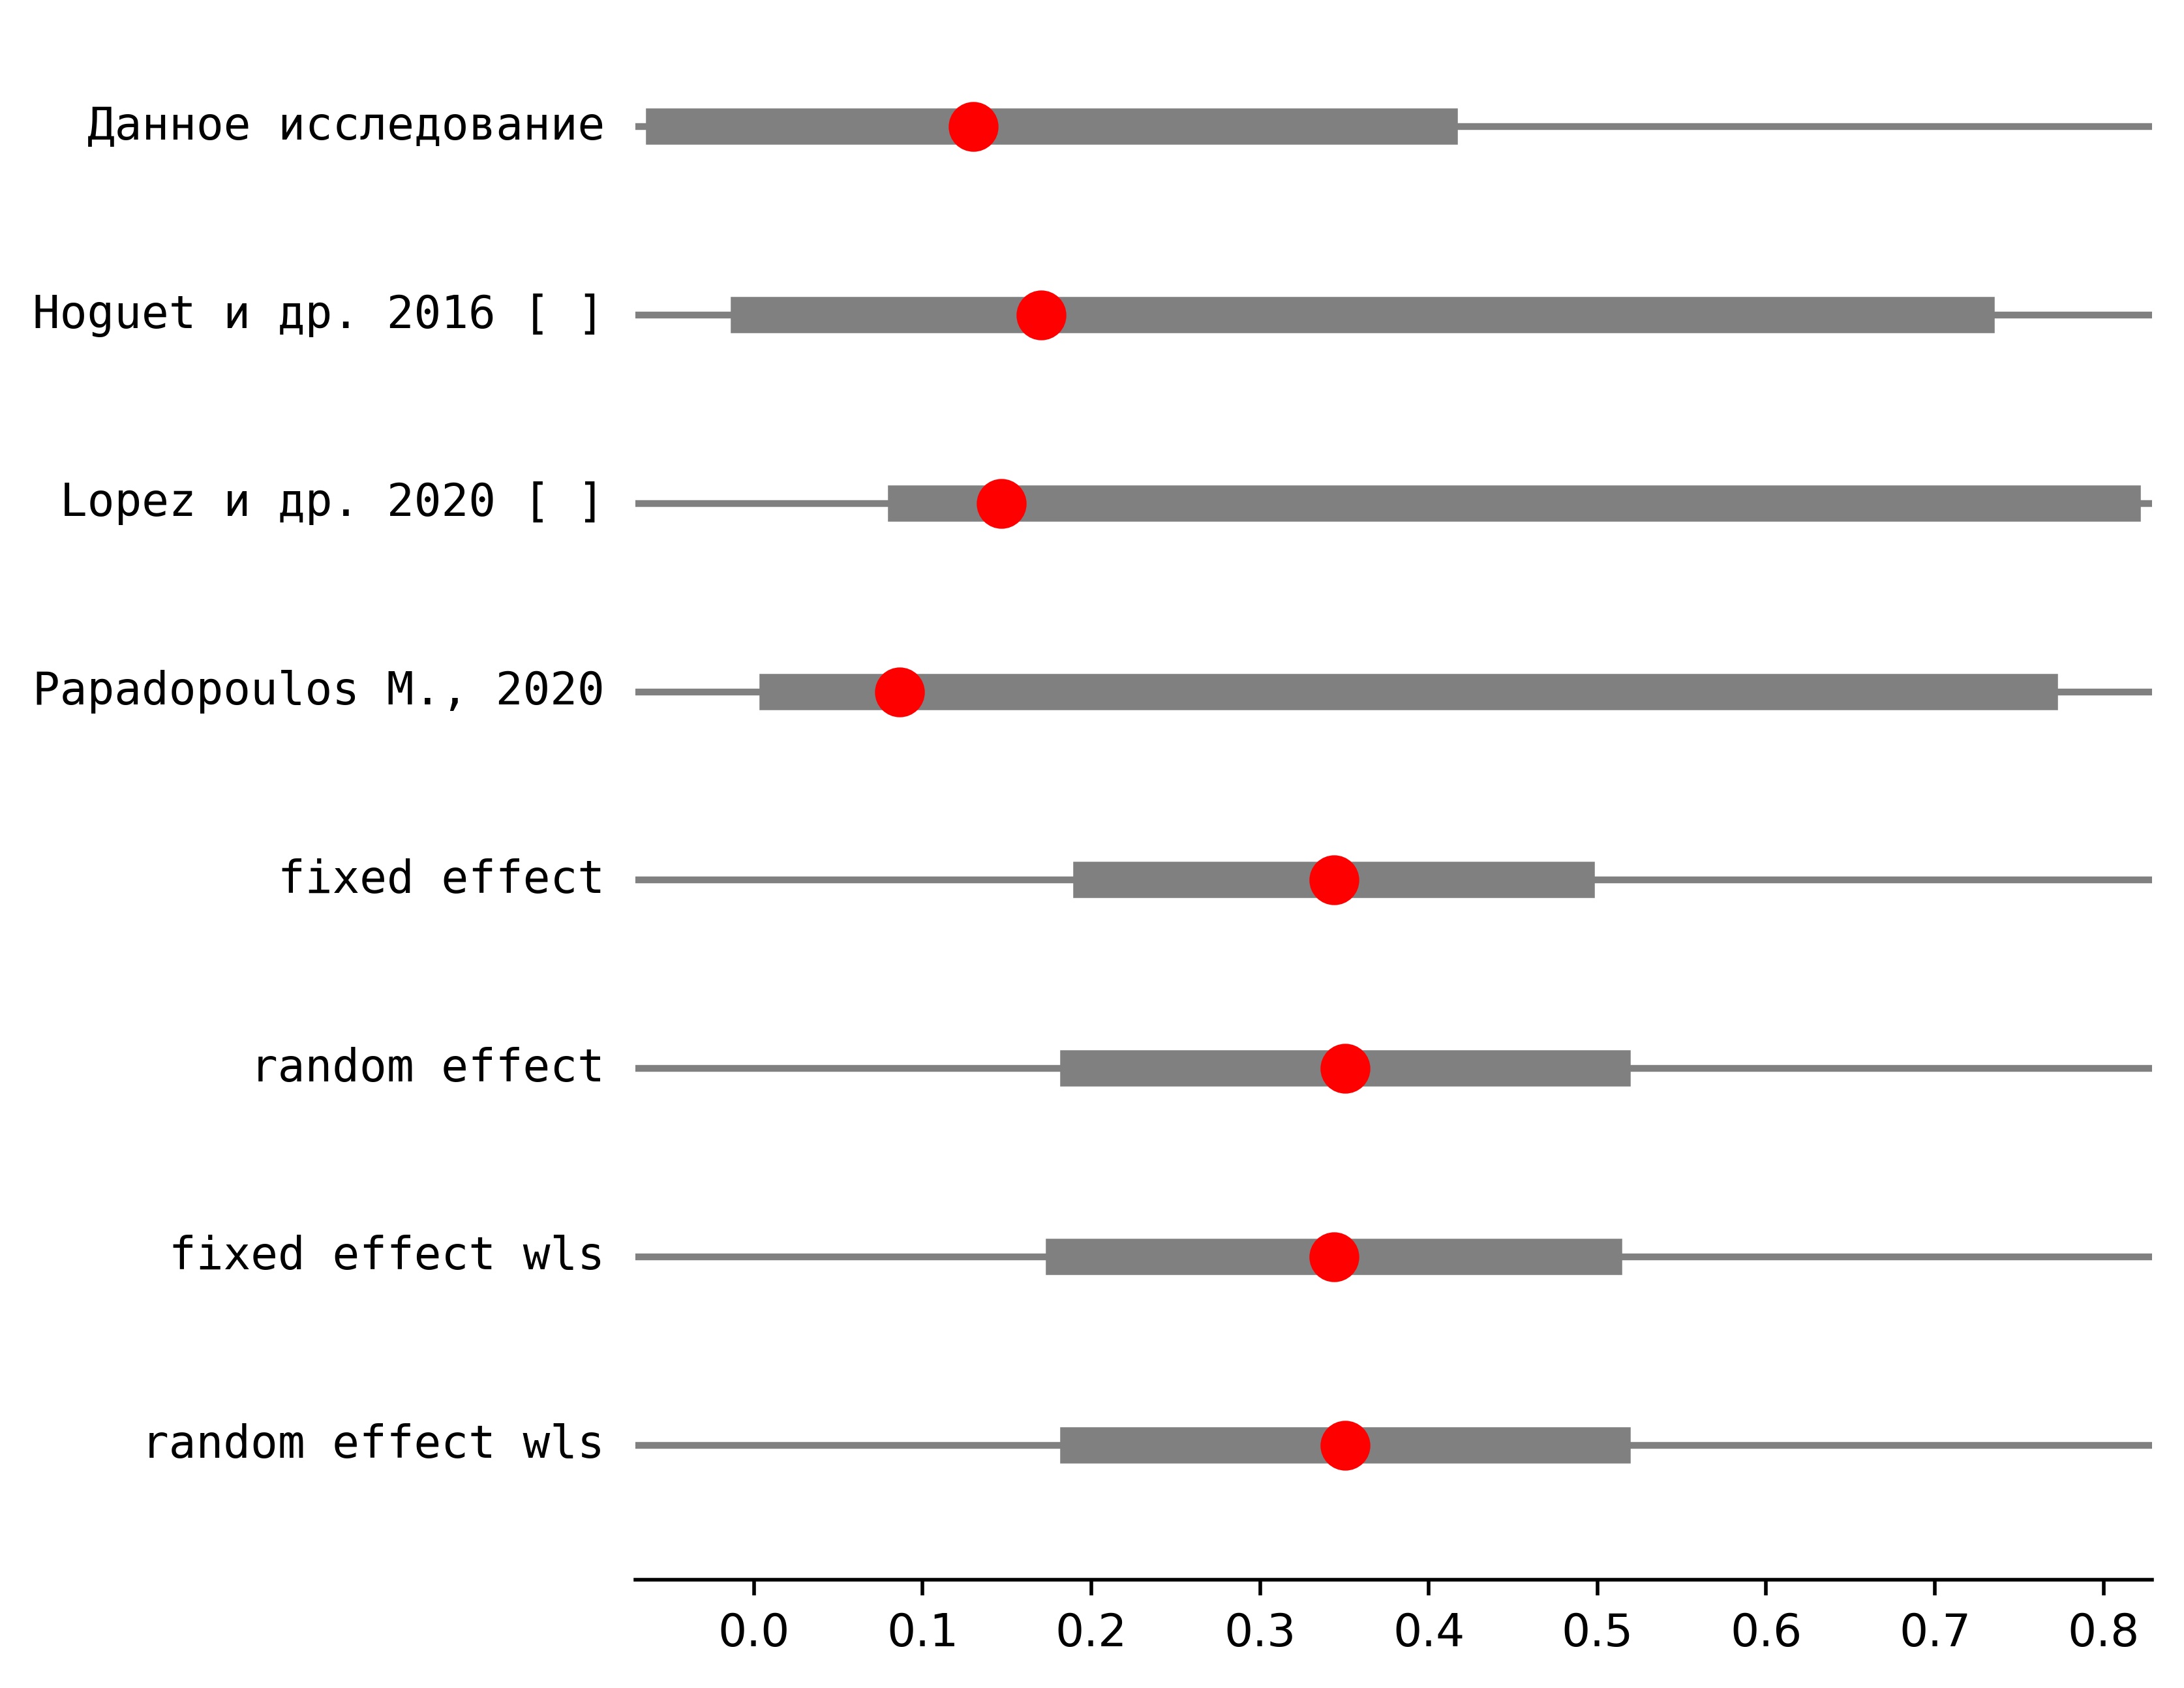 Данное исследование
Hoguet и др. 2016 [ ]
Lopez и др. 2020 [ ]
Papadopoulos M., 2020
fixed effect
random effect
fixed effect wls
random effect wls
0.0 0.1 0.2 0.3 0.4 0.5 0.6 0.7 0.8